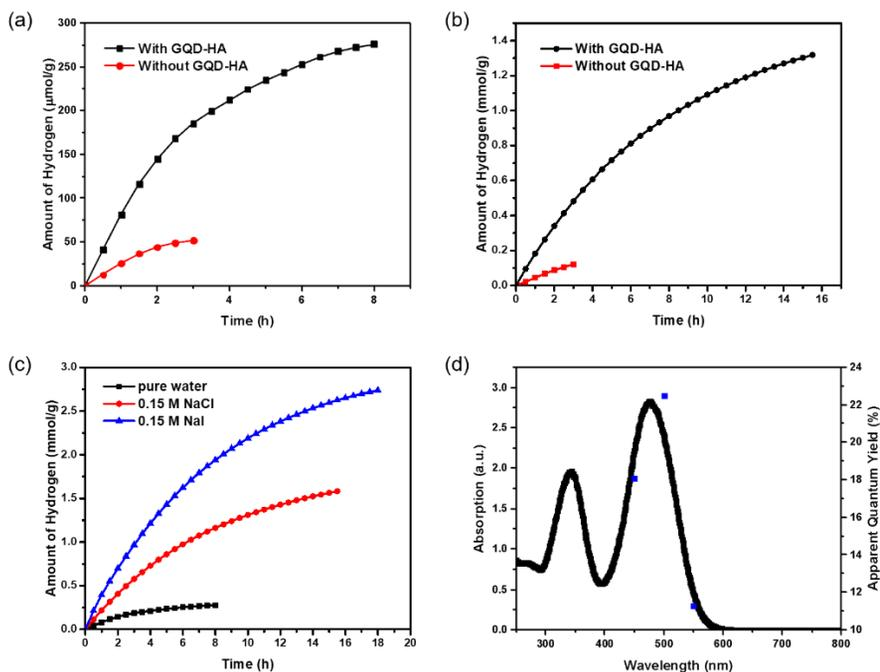 (a)
300
250
200
150
100
50
0
Amount of Hydrogen (μmol/g)
With GQD-HA
Without GQD-HA
0 2 4 6 8
Time (h)
(b)
1.4
1.2
1.0
0.8
0.6
0.4
0.2
0.0
Amount of Hydrogen (mmol/g)
With GQD-HA
Without GQD-HA
0 2 4 6 8 10 12 14 16
Time (h)
(c)
3.0
2.5
2.0
1.5
1.0
0.5
0.0
Amount of Hydrogen (mmol/g)
pure water
0.15 M NaCl
0.15 M NaI
0 2 4 6 8 10 12 14 16 18 20
Time (h)
(d)
3.0
2.5
2.0
1.5
1.0
0.5
0.0
Absorption (a.u.)
300 400 500 600 700 800
Wavelength (nm)
24
22
20
18
16
14
12
10
Apparent Quantum Yield (%)